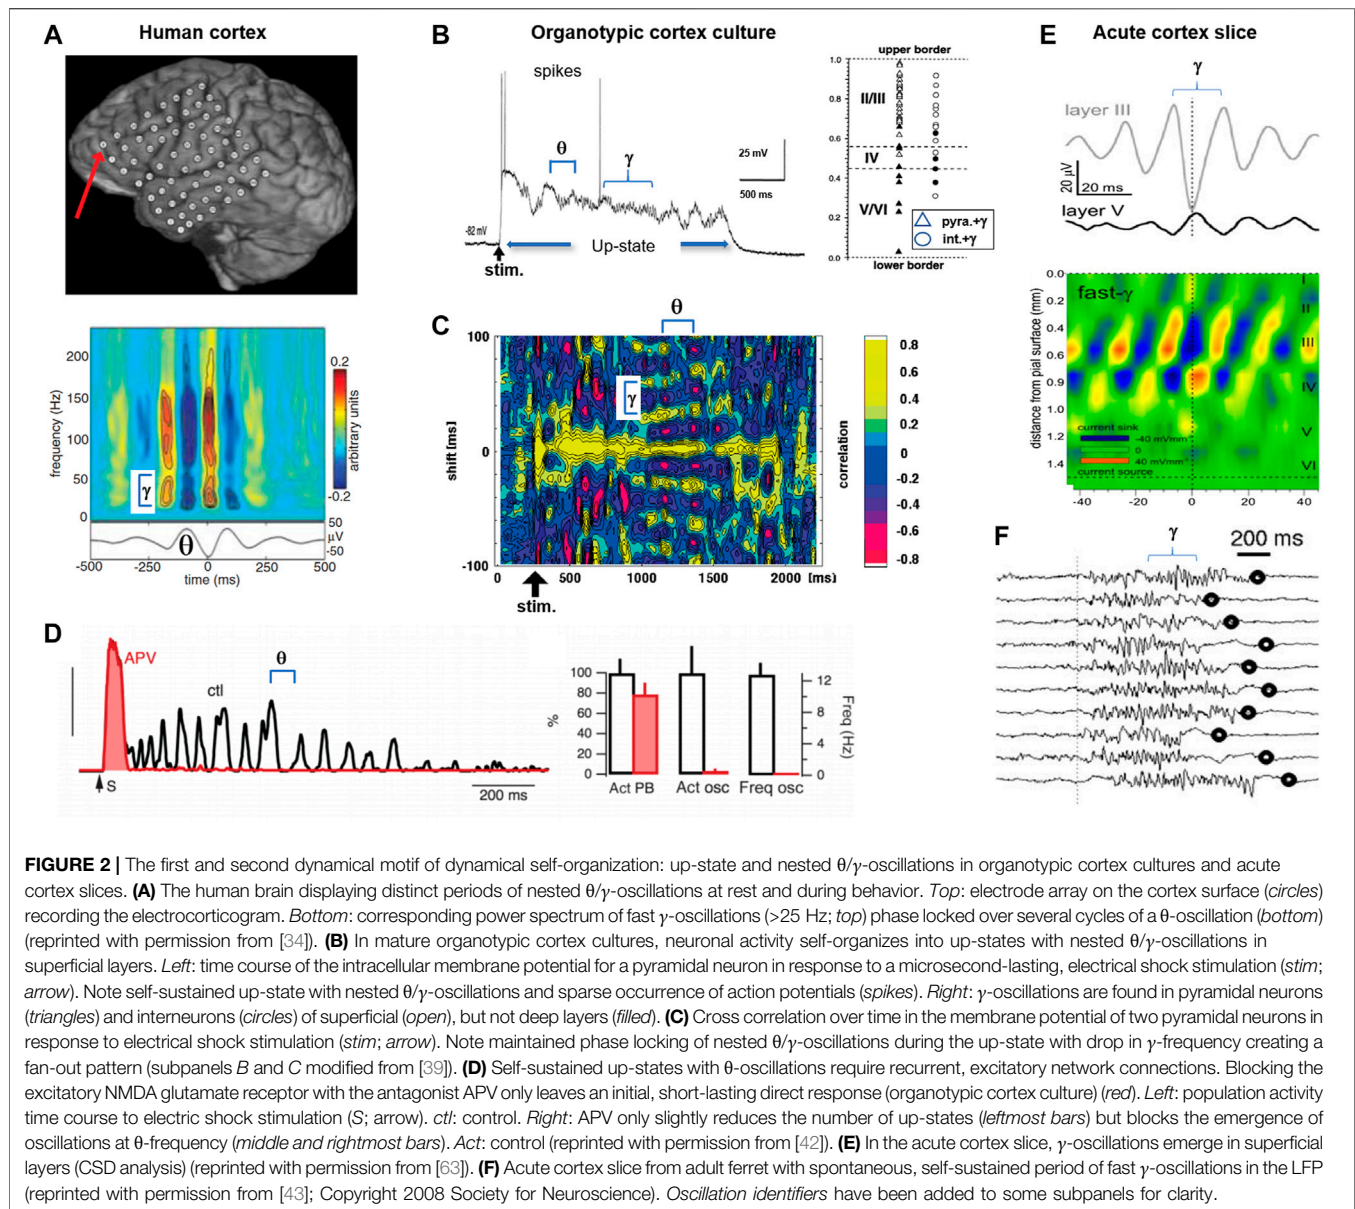 A
Human cortex
frequency (Hz)
200
150
100
50
0
γ
0.2
-0.2
arbitrary units
50
μV
-50
θ
-500
-250
0
250
500
time (ms)
B
Organotypic cortex culture
spikes
θ
γ
25 mV
500 ms
-82 mV
Up-state
stim.
upper border
1.0
0.8
0.6
0.4
0.2
0.0
II/III
IV
V/VI
pyra.+γ
int.+γ
lower border
C
θ
γ
100
0
-100
shift [ms]
0
500
1000
1500
2000
[ms]
stim.
0.8
0.6
0.4
0.2
0
-0.2
-0.4
-0.6
-0.8
correlation
D
APV
ctl
θ
S
200 ms
100
80
60
40
20
0
%
12
8
4
0
Freq (Hz)
Act PB
Act osc
Freq osc
E
Acute cortex slice
γ
layer III
20 μV
20 ms
layer V
fast-γ
distance from pial surface (mm)
0.0
0.2
0.4
0.6
0.9
1.0
1.2
1.4
I
II
III
IV
V
VI
current sink
-40 mVmm
0
40 mVmm
current source
-40
-20
0
20
40
F
γ
200 ms
FIGURE 2 | The first and second dynamical motif of dynamical self-organization: up-state and nested θ/γ-oscillations in organotypic cortex cultures and acute
cortex slices. (A) The human brain displaying distinct periods of nested θ/γ-oscillations at rest and during behavior. Top: electrode array on the cortex surface (circles)
recording the electrocorticogram. Bottom: corresponding power spectrum of fast γ-oscillations (>25 Hz; top) phase locked over several cycles of a θ-oscillation (bottom)
(reprinted with permission from [34]). (B) In mature organotypic cortex cultures, neuronal activity self-organizes into up-states with nested θ/γ-oscillations in
superficial layers. Left: time course of the intracellular membrane potential for a pyramidal neuron in response to a microsecond-lasting, electrical shock stimulation (stim;
arrow). Note self-sustained up-state with nested θ/γ-oscillations and sparse occurrence of action potentials (spikes). Right: γ-oscillations are found in pyramidal neurons
(triangles) and interneurons (circles) of superficial (open), but not deep layers (filled). (C) Cross correlation over time in the membrane potential of two pyramidal neurons in
response to electrical shock stimulation (stim; arrow). Note maintained phase locking of nested θ/γ-oscillations during the up-state with drop in γ-frequency creating a
fan-out pattern (subpanels B and C modified from [39]). (D) Self-sustained up-states with θ-oscillations require recurrent, excitatory network connections. Blocking the
excitatory NMDA glutamate receptor with the antagonist APV only leaves an initial, short-lasting direct response (organotypic cortex culture) (red). Left: population activity
time course to electric shock stimulation (S; arrow). ctl: control. Right: APV only slightly reduces the number of up-states (leftmost bars) but blocks the emergence of
oscillations at θ-frequency (middle and rightmost bars). Act: control (reprinted with permission from [42]). (E) In the acute cortex slice, γ-oscillations emerge in superficial
layers (CSD analysis) (reprinted with permission from [63]). (F) Acute cortex slice from adult ferret with spontaneous, self-sustained period of fast γ-oscillations in the LFP
(reprinted with permission from [43]; Copyright 2008 Society for Neuroscience). Oscillation identifiers have been added to some subpanels for clarity.